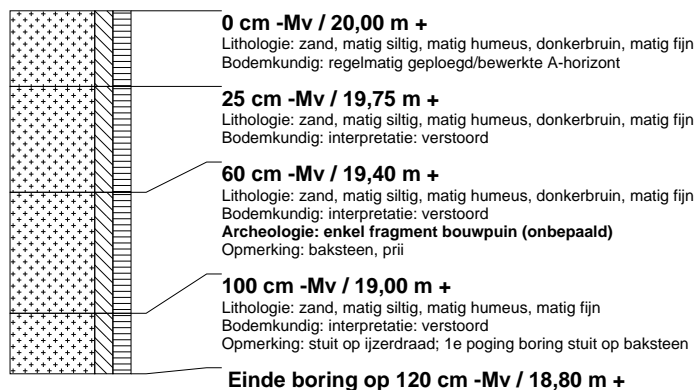 0 cm -Mv / 20,00 m +
Lithologie: zand, matig siltig, matig humeus, donkerbruin, matig fijn
Bodemkundig: regelmatig geploegd/bewerkte A-horizont
25 cm -Mv / 19,75 m +
Lithologie: zand, matig siltig, matig humeus, donkerbruin, matig fijn
Bodemkundig: interpretatie: verstoord
60 cm -Mv / 19,40 m +
Lithologie: zand, matig siltig, matig humeus, donkerbruin, matig fijn
Bodemkundig: interpretatie: verstoord
Archeologie: enkel fragment bouwpuin (onbepaald)
Opmerking: baksteen, prii
100 cm -Mv / 19,00 m +
Lithologie: zand, matig siltig, matig humeus, matig fijn
Bodemkundig: interpretatie: verstoord
Opmerking: stuit op ijzerdraad; 1e poging boring stuit op baksteen
Einde boring op 120 cm -Mv / 18,80 m +